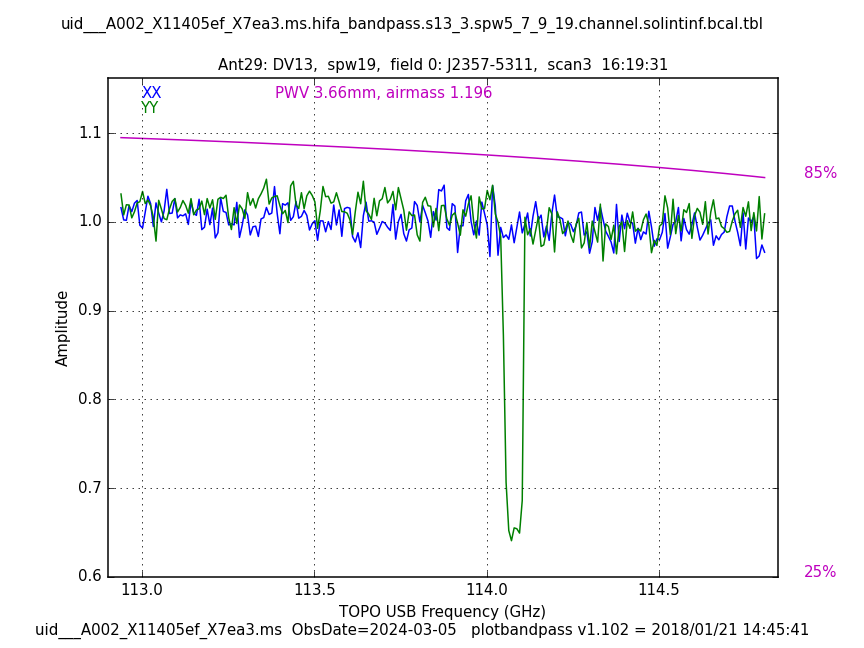 uid___A002_X11405ef_X7ea3.ms.hifa_bandpass.s13_3.spw5_7_9_19.channel.solintinf.bcal.tbl
Ant29: DV13,  spw19,  field 0: J2357-5311,  scan3  16:19:31
XX
PWV 3.66mm, airmass 1.196
YY
1.1
85%
1.0
0.9
Amplitude
0.8
0.7
0.6
25%
113.0 113.5 114.0 114.5
TOPO USB Frequency (GHz)
uid___A002_X11405ef_X7ea3.ms  ObsDate=2024-03-05   plotbandpass v1.102 = 2018/01/21 14:45:41